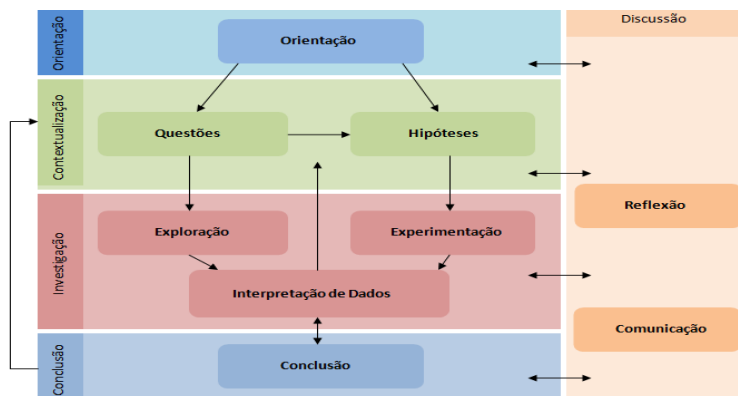 Orientação
Orientação
Discussão
Contextualização
Questões
Hipóteses
Reflexão
Investigação
Exploração
Experimentação
Interpretação de Dados
Comunicação
Conclusão
Conclusão